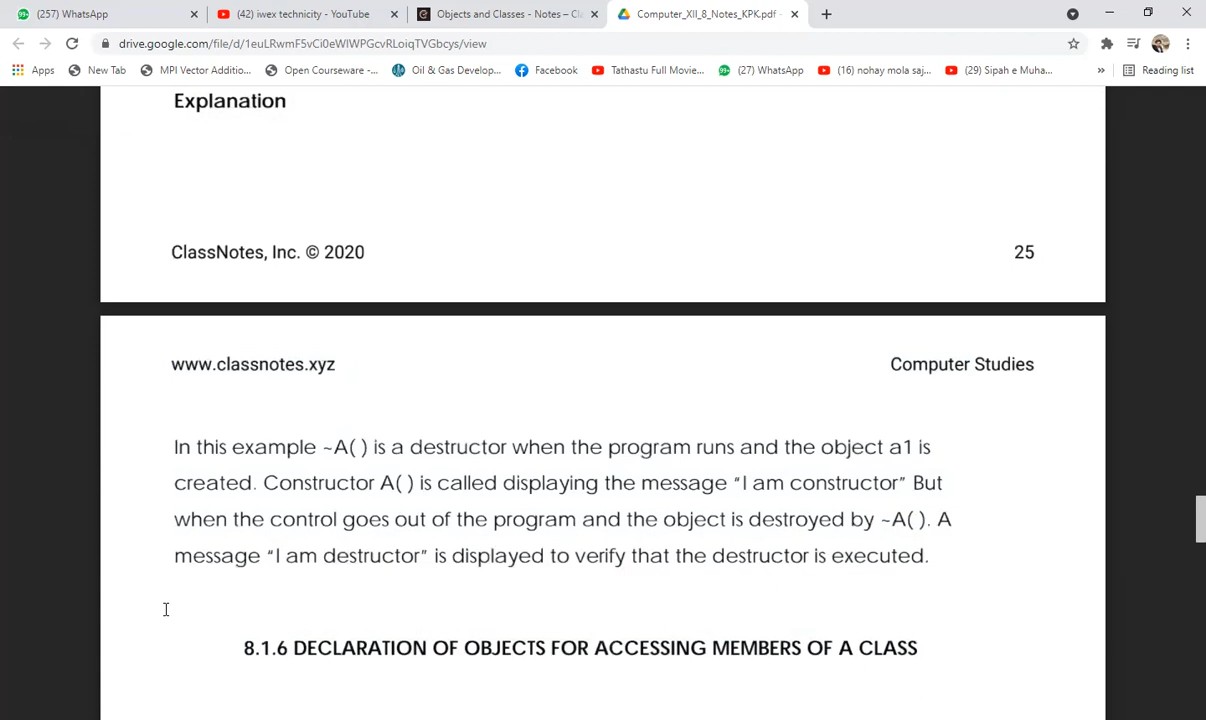 (257) WhatsApp
(42) iwex technicity - YouTube
Objects and Classes - Notes – Cla
Computer_XII_8_Notes_KPK.pdf -
drive.google.com/file/d/1euLRwmF5vCi0eWIWPGcvRLoiqTVGbcys/view
Apps
New Tab
MPI Vector Additio...
Open Courseware -...
Oil & Gas Develop...
Facebook
Tathastu Full Movie...
(27) WhatsApp
(16) nohay mola saj...
(29) Sipah e Muha...
»
Reading list
Explanation
ClassNotes, Inc. © 2020 25
www.classnotes.xyz Computer Studies
In this example ~A( ) is a destructor when the program runs and the object a1 is
created. Constructor A( ) is called displaying the message “I am constructor” But
when the control goes out of the program and the object is destroyed by ~A( ). A
message “I am destructor” is displayed to verify that the destructor is executed.
8.1.6 DECLARATION OF OBJECTS FOR ACCESSING MEMBERS OF A CLASS